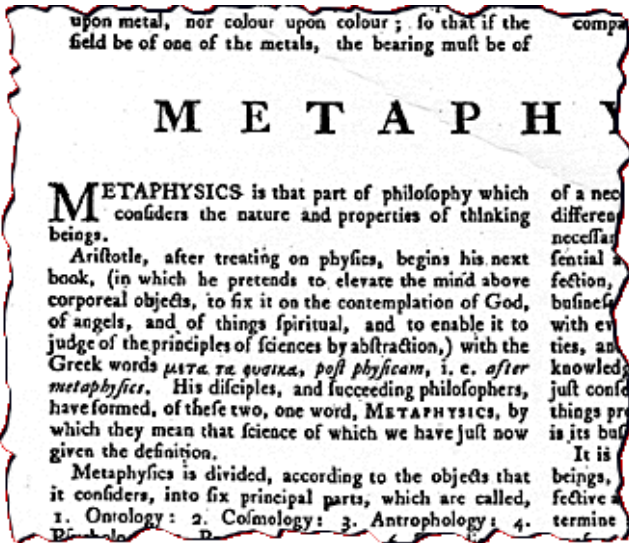 upon metal, nor colour upon colour ; ſo that if the
field be of one of the metals, the bearing muſt be of
METAPHY
METAPHYSICS is that part of philoſophy which
conſiders the nature and properties of thinking
beings.
Ariſtotle, after treating on phyſics, begins his next
book, (in which he pretends to elevate the mind above
corporeal objects, to fix it on the contemplation of God,
of angels, and of things ſpiritual, and to enable it to
judge of the principles of ſciences by abſtraction,) with the
Greek words μετα τα φυσικα, poſt phyſicam, i. e. after
metaphyſics. His diſciples, and ſucceeding philoſophers,
have formed, of theſe two, one word, METAPHYSICS, by
which they mean that ſcience of which we have juſt now
given the definition.
Metaphyſics is divided, according to the objects that
it conſiders, into ſix principal parts, which are called,
1. Ontology: 2. Coſmology: 3. Antrophology: 4.
compa
of a nec
differen
neceſſar
ſential
fection,
buſineſs
with ev
ties, an
knowledg
juſt conſ
things pr
is its buſ
It is
beings,
fective
termine